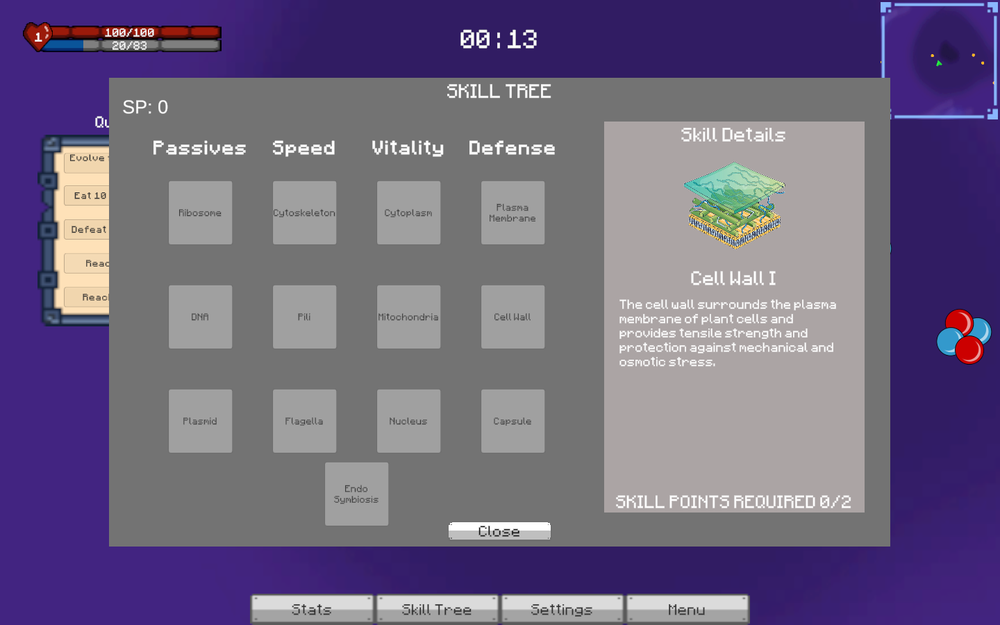 1
100/100
20/83
00:13
SKILL TREE
SP: 0
Evolve
Eat 10
Defeat
Passives Speed Vitality Defense
Ribosome Cytoskeleton Cytoplasm Plasma
Membrane
DNA Pili Mitochondria Cell Wall
Plasmid Flagella Nucleus Capsule
Endo
Symbiosis
Close
Skill Details
Cell Wall I
The cell wall surrounds the plasma
membrane of plant cells and
provides tensile strength and
protection against mechanical and
osmotic stress.
SKILL POINTS REQUIRED 0/2
Stats Skill Tree Settings Menu